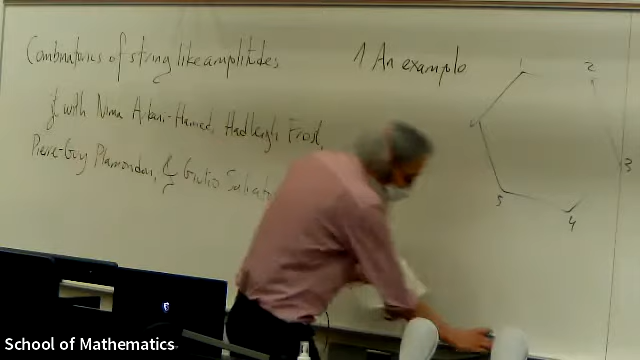 Combinatorics of string like amplitudes
1 An example
with Nima Arkani-Hamed, Hadleigh Frost,
Pierre-Guy Plamondon, & Giulio Salvatori
1
2
3
4
5
6
School of Mathematics